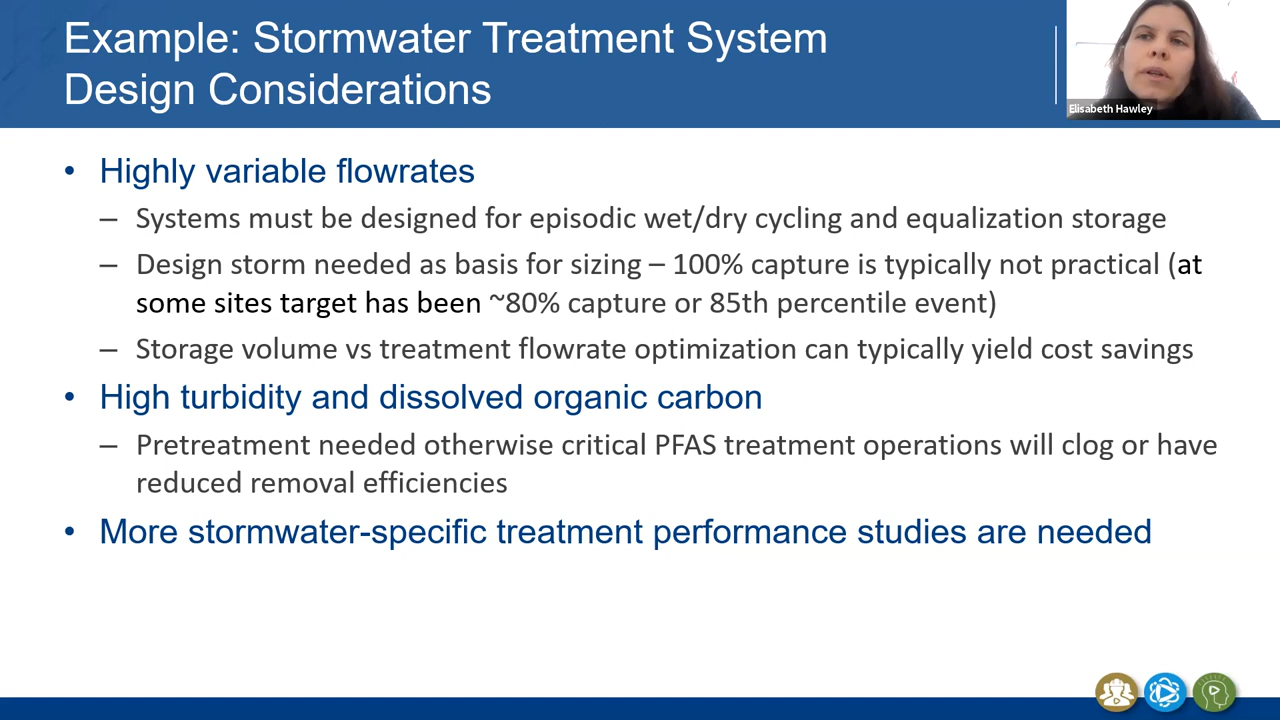 Example: Stormwater Treatment System
Design Considerations
Elisabeth Hawley
• Highly variable flowrates
– Systems must be designed for episodic wet/dry cycling and equalization storage
– Design storm needed as basis for sizing – 100% capture is typically not practical (at
some sites target has been ~80% capture or 85th percentile event)
– Storage volume vs treatment flowrate optimization can typically yield cost savings
• High turbidity and dissolved organic carbon
– Pretreatment needed otherwise critical PFAS treatment operations will clog or have
reduced removal efficiencies
• More stormwater-specific treatment performance studies are needed